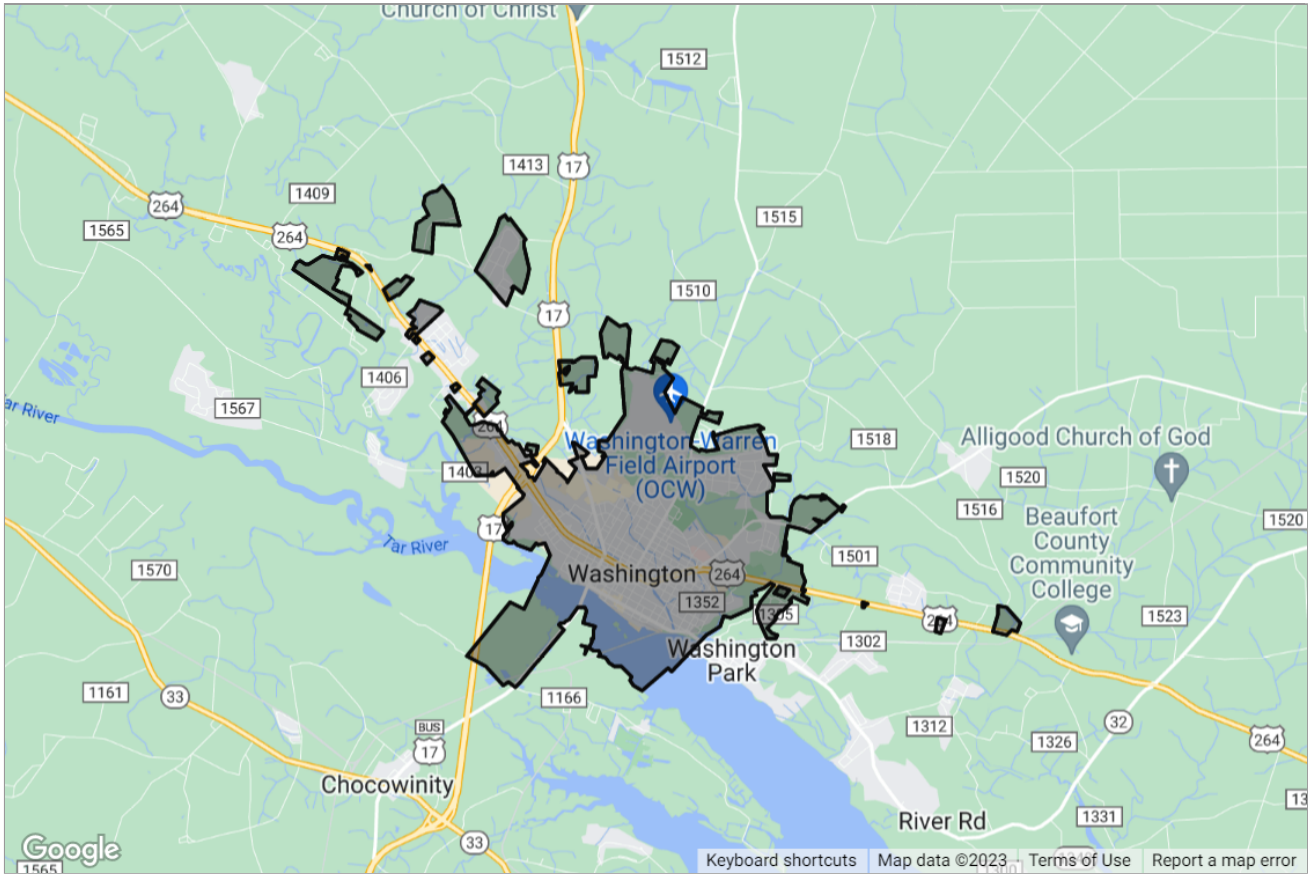 Church of Christ
1512
1413
17
1409
264
1565
264
1515
1510
17
1406
1567
Tar River
264
Washington-Warren
Field Airport
(OCW)
1518
Alligood Church of God
1403
1520
1516
1520
17
Tar River
Beaufort
County
Community
College
1501
1570
Washington
264
1352
1305
1523
264
1302
Washington
Park
1161
33
1166
32
1312
1326
264
BUS
17
Chocowinity
1331
River Rd
33
Google
1565
Keyboard shortcuts
Map data ©2023
Terms of Use
Report a map error